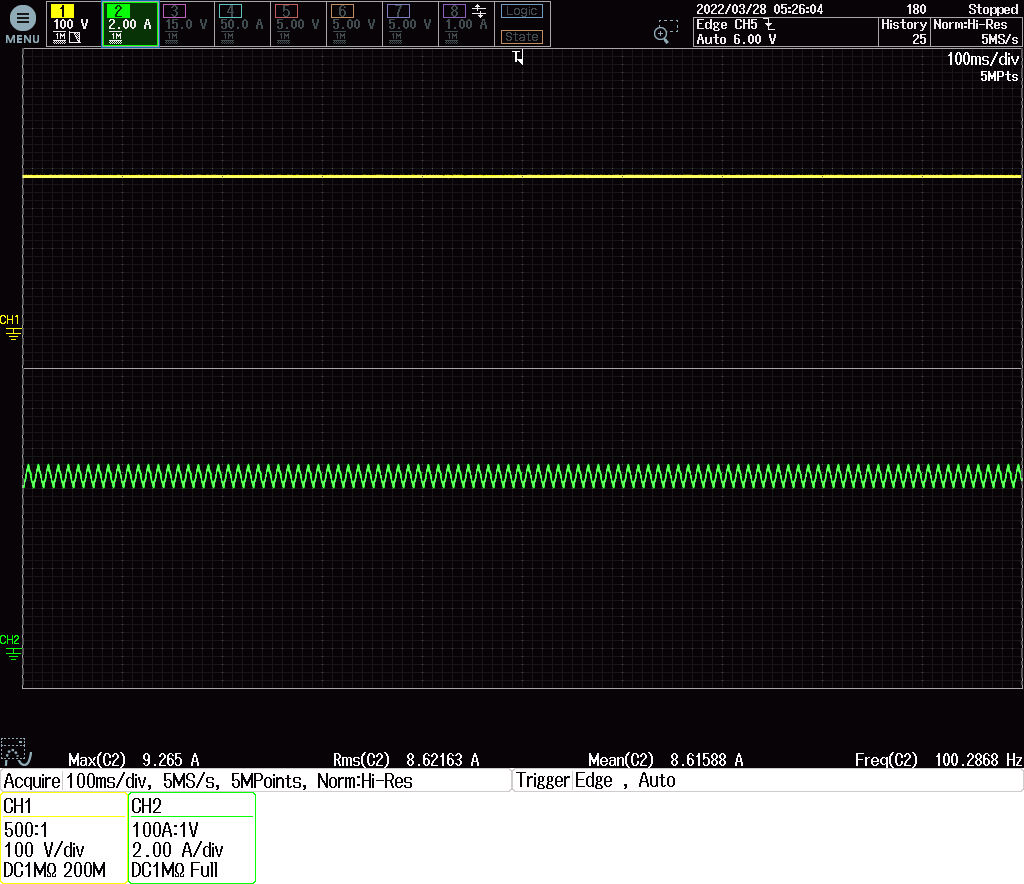 MENU
1
100 V
1M
2
2.00 A
1M
3
15.0 V
1M
4
50.0 A
1M
5
5.00 V
1M
6
5.00 V
1M
7
5.00 V
1M
8
1.00 A
1M
Logic
State
2022/03/28 05:26:04 180 Stopped
Edge CH5
Auto 6.00 V
History
25
Norm:Hi-Res
5MS/s
T
100ms/div
5MPts
CH1
CH2
Max(C2) 9.265 A Rms(C2) 8.62163 A Mean(C2) 8.61588 A Freq(C2) 100.2868 Hz
Acquire 100ms/div, 5MS/s, 5MPoints, Norm:Hi-Res Trigger Edge , Auto
CH1
500:1
100 V/div
DC1MΩ 200M
CH2
100A:1V
2.00 A/div
DC1MΩ Full